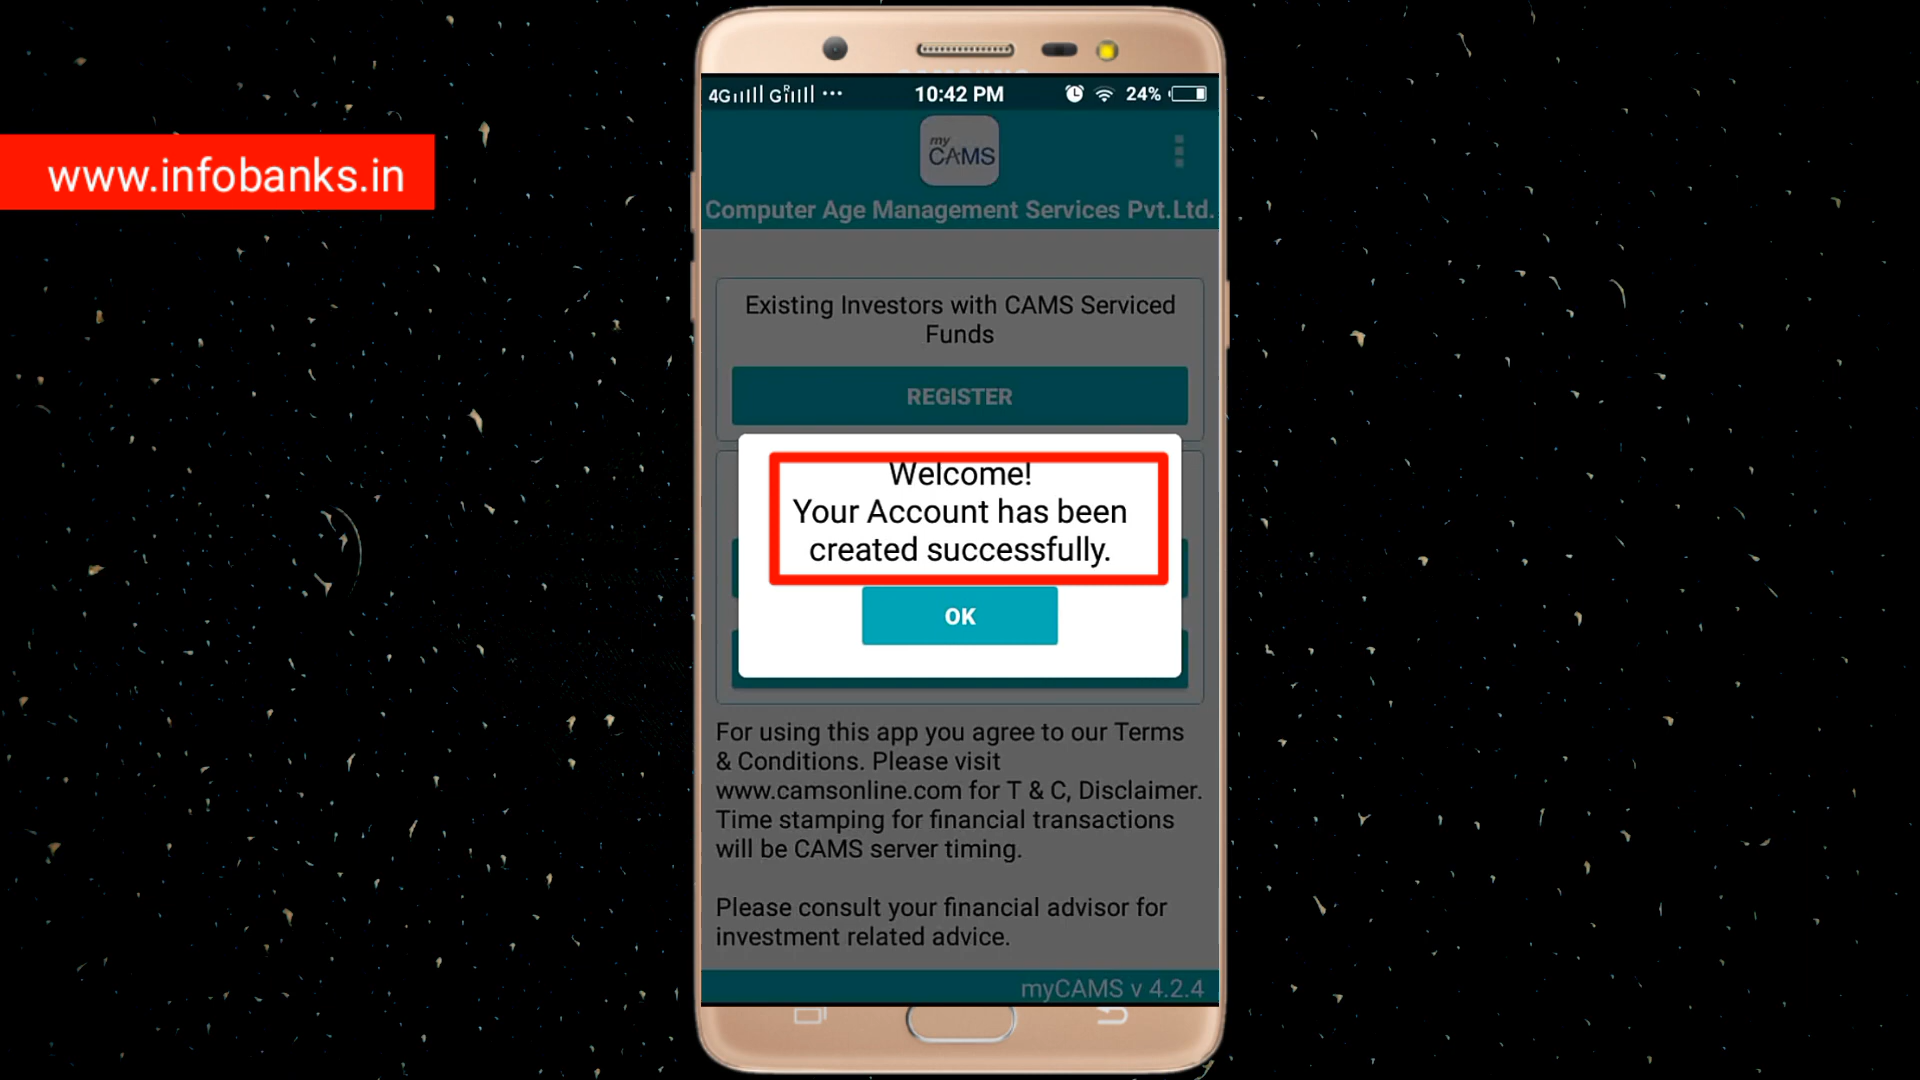 www.infobanks.in
4G G R ... 10:42 PM 24%
my
CAMS
Computer Age Management Services Pvt.Ltd.
Existing Investors with CAMS Serviced
Funds
REGISTER
Welcome!
Your Account has been
created successfully.
OK
For using this app you agree to our Terms
& Conditions. Please visit
www.camsonline.com for T & C, Disclaimer.
Time stamping for financial transactions
will be CAMS server timing.
Please consult your financial advisor for
investment related advice.
myCAMS v 4.2.4